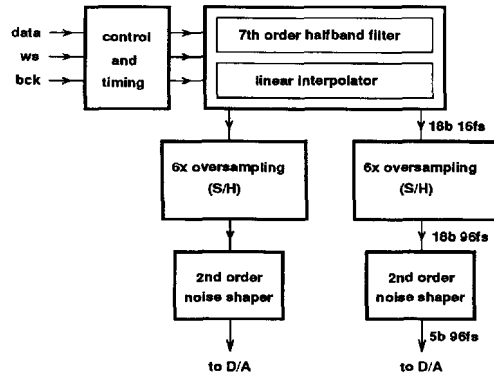 data
ws
bck
control
and
timing
7th order halfband filter
linear interpolator
18b 16fs
6x oversampling
(S/H)
6x oversampling
(S/H)
18b 96fs
2nd order
noise shaper
2nd order
noise shaper
5b 96fs
to D/A
to D/A